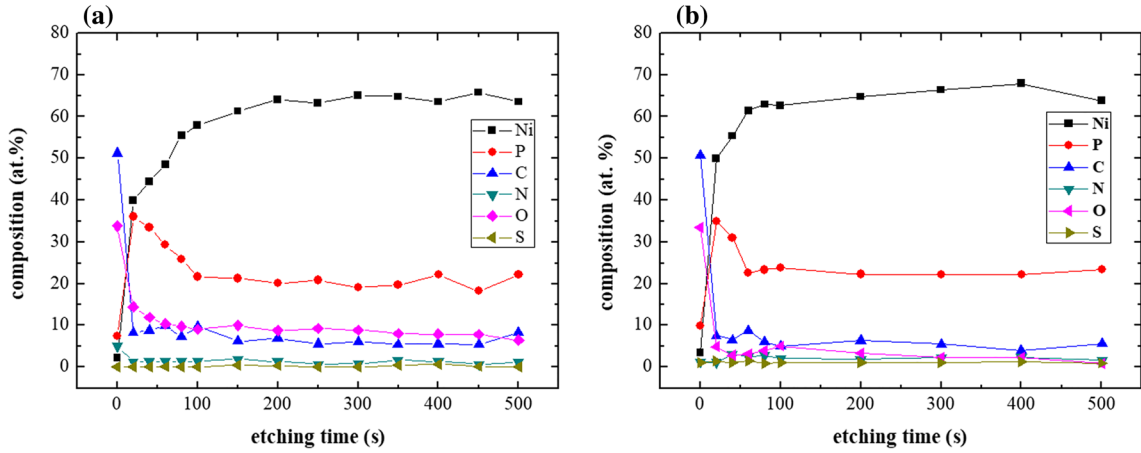 (a)
80
70
60
50
40
30
20
10
0
composition (at.%)
0 100 200 300 400 500
etching time (s)
Ni
P
C
N
O
S
(b)
80
70
60
50
40
30
20
10
0
composition (at. %)
0 100 200 300 400 500
etching time (s)
Ni
P
C
N
O
S